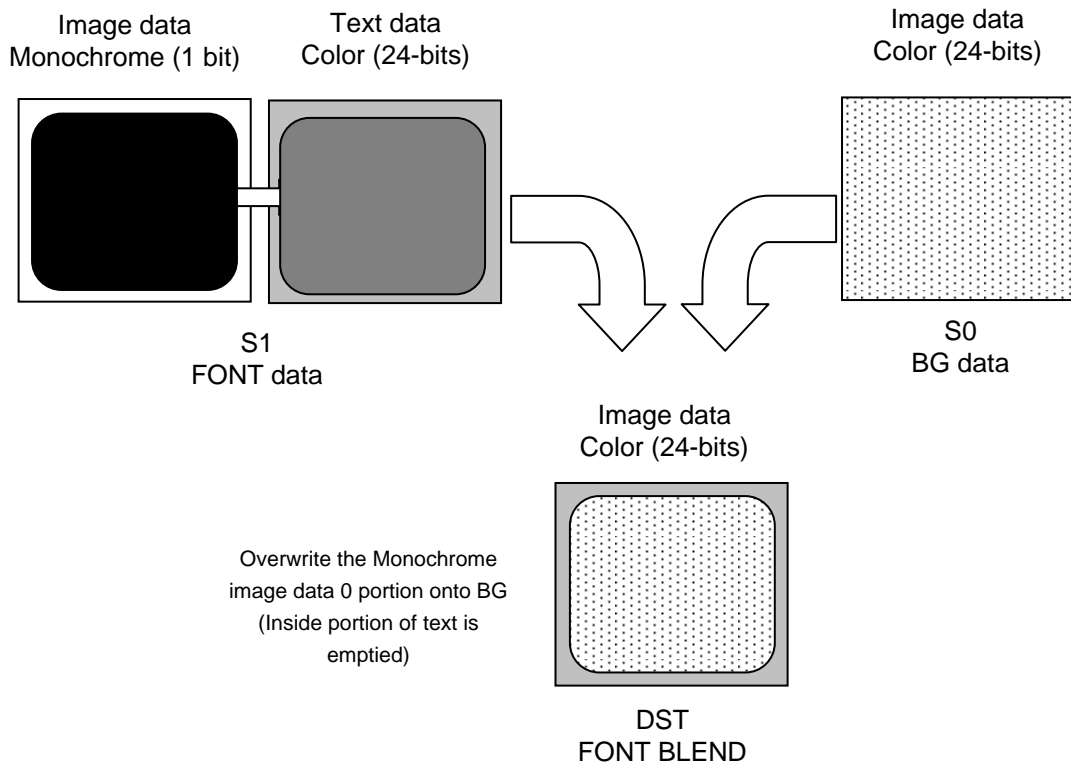 Image data
Monochrome (1 bit)
Text data
Color (24-bits)
Image data
Color (24-bits)
S1
FONT data
S0
BG data
Image data
Color (24-bits)
Overwrite the Monochrome
image data 0 portion onto BG
(Inside portion of text is
emptied)
DST
FONT BLEND